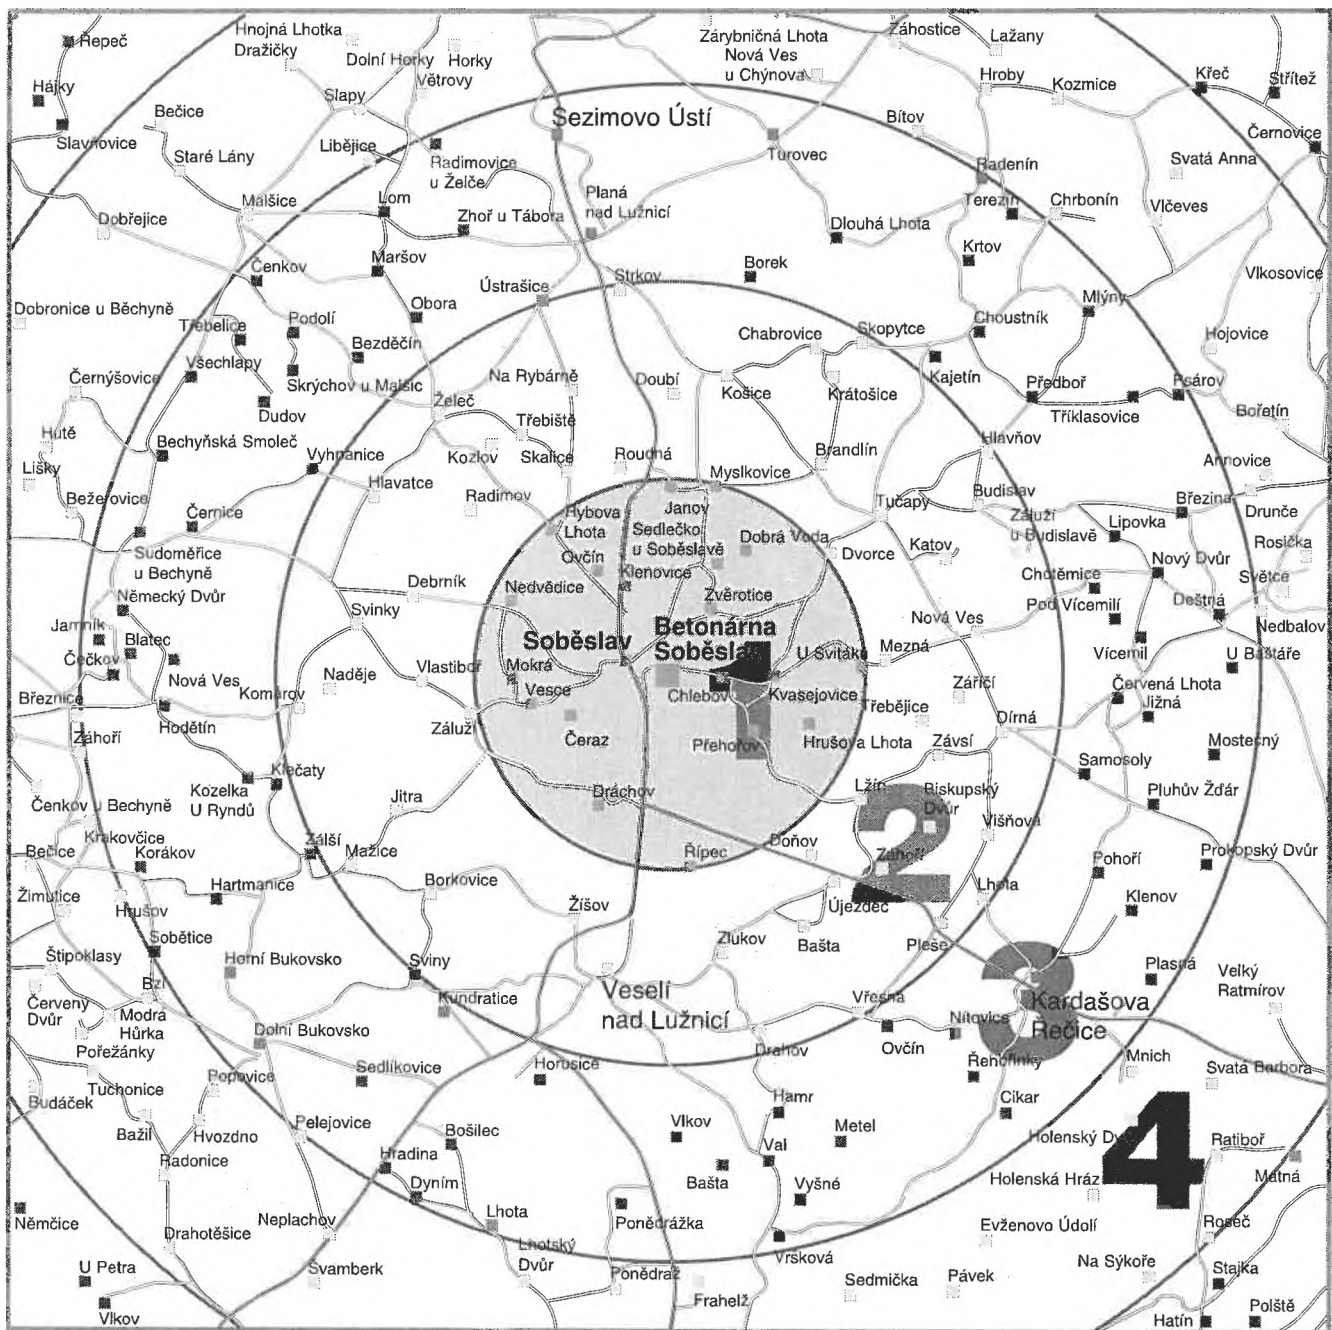 Řepeč
Hnojná Lhotka
Dražičky
Dolní Horky
Horky
Větrovy
Zárybničná Lhota
Nová Ves
u Chýnova
Záhostice
Lažany
Hájky
Slavňovice
Bečice
Slapy
Sezimovo Ústí
Hroby
Kozmice
Křeč
Střítež
Staré Lány
Libějice
Radimovice
u Želče
Turovec
Bítov
Radenín
Svatá Anna
Černovice
Dobřejice
Malšice
Lom
Zhoř u Tábora
Planá
nad Lužnicí
Dlouhá Lhota
Terezín
Chrbonín
Vlčeves
Čenkov
Maršov
Ústrašice
Strkov
Borek
Krtov
Vlkosovice
Dobronice u Běchyně
Třebelice
Podolí
Obora
Bezděčín
Chabrovice
Skopytce
Choustník
Mlýny
Hojovice
Všechlapy
Skrýchov u Malšic
Černýšovice
Dudov
Želeč
Na Rybárně
Doubí
Košice
Krátošice
Kajetín
Předboř
Tříklasovice
Psárov
Bořetín
Hutě
Bechyňská Smoleč
Vyhnanice
Třebiště
Kozlov
Skalice
Roudná
Myslkovice
Brandlín
Hlavňov
Lišky
Bežerovice
Hlavatce
Radimov
Annovice
Březina
Drunče
Černice
Hybova
Lhota
Janov
Sedlečko
u Soběslavě
Dobrá Voda
Tučapy
Budislav
Záluží
u Budislavě
Lipovka
Rosička
Sudoměřice
u Bechyně
Ovčín
Klenovice
Dvorce
Katov
Chotěmice
Nový Dvůr
Světce
Německý Dvůr
Debrník
Nedvědice
Zvěrotice
Pod Vícemilí
Deštná
Nedbalov
Jamník
Svinky
Blatec
Čečkov
Soběslav
Betonárna
Soběslav
1
U Svitáků
Nová Ves
Mezná
Vícemil
U Baštáře
Březnice
Nová Ves
Komárov
Naděje
Vlastiboř
Mokrá
Vesce
Chlebov
Kvasejovice
Třebějice
Záříčí
Červená Lhota
Jižná
Záhoří
Hodětín
Záluží
Čeraz
Přehořov
Hrušova Lhota
Závsí
Dírná
Mostečný
Klečaty
Samosoly
Čenkov u Bechyně
Kozelka
U Ryndů
Jitra
Dráchov
Lžín
Biskupský
Dvůr
Pluhův Žďár
Krakovčice
Bečice
Korákov
Zálší
Mažice
Řípec
Doňov
2
Záhoří
Višňová
Pohoří
Prokopský Dvůr
Žimutice
Hrušov
Hartmanice
Borkovice
Žíšov
Újezdec
Lhota
Klenov
Štipoklasy
Sobětice
Horní Bukovsko
Sviny
Zlukov
Bašta
Pleše
3
Plasná
Velký
Ratmírov
Červený
Dvůr
Bzí
Modrá
Hůrka
Kundratice
Veselí
nad Lužnicí
Vřesná
Nítovice
Kardašova
Řečice
Dolní Bukovsko
Pořežánky
Ovčín
Tuchonice
Popovice
Sedlíkovice
Horusice
Drahov
Řehořinky
Mnich
Svatá Barbora
Budáček
Bažil
Hvozdno
Pelejovice
Bošilec
Vlkov
Hamr
Metel
Cikar
4
Holenský Dvůr
Ratiboř
Radonice
Hradina
Dyním
Bašta
Val
Vyšné
Holenská Hráz
Matná
Němčice
Drahotěšice
Neplachov
Lhota
Ponědrážka
Evženovo Údolí
Roseč
U Petra
Švamberk
Lhotský
Dvůr
Vrsková
Ponědraž
Frahelž
Sedmička
Pávek
Na Sýkoře
Stajka
Vlkov
Hatín
Polště